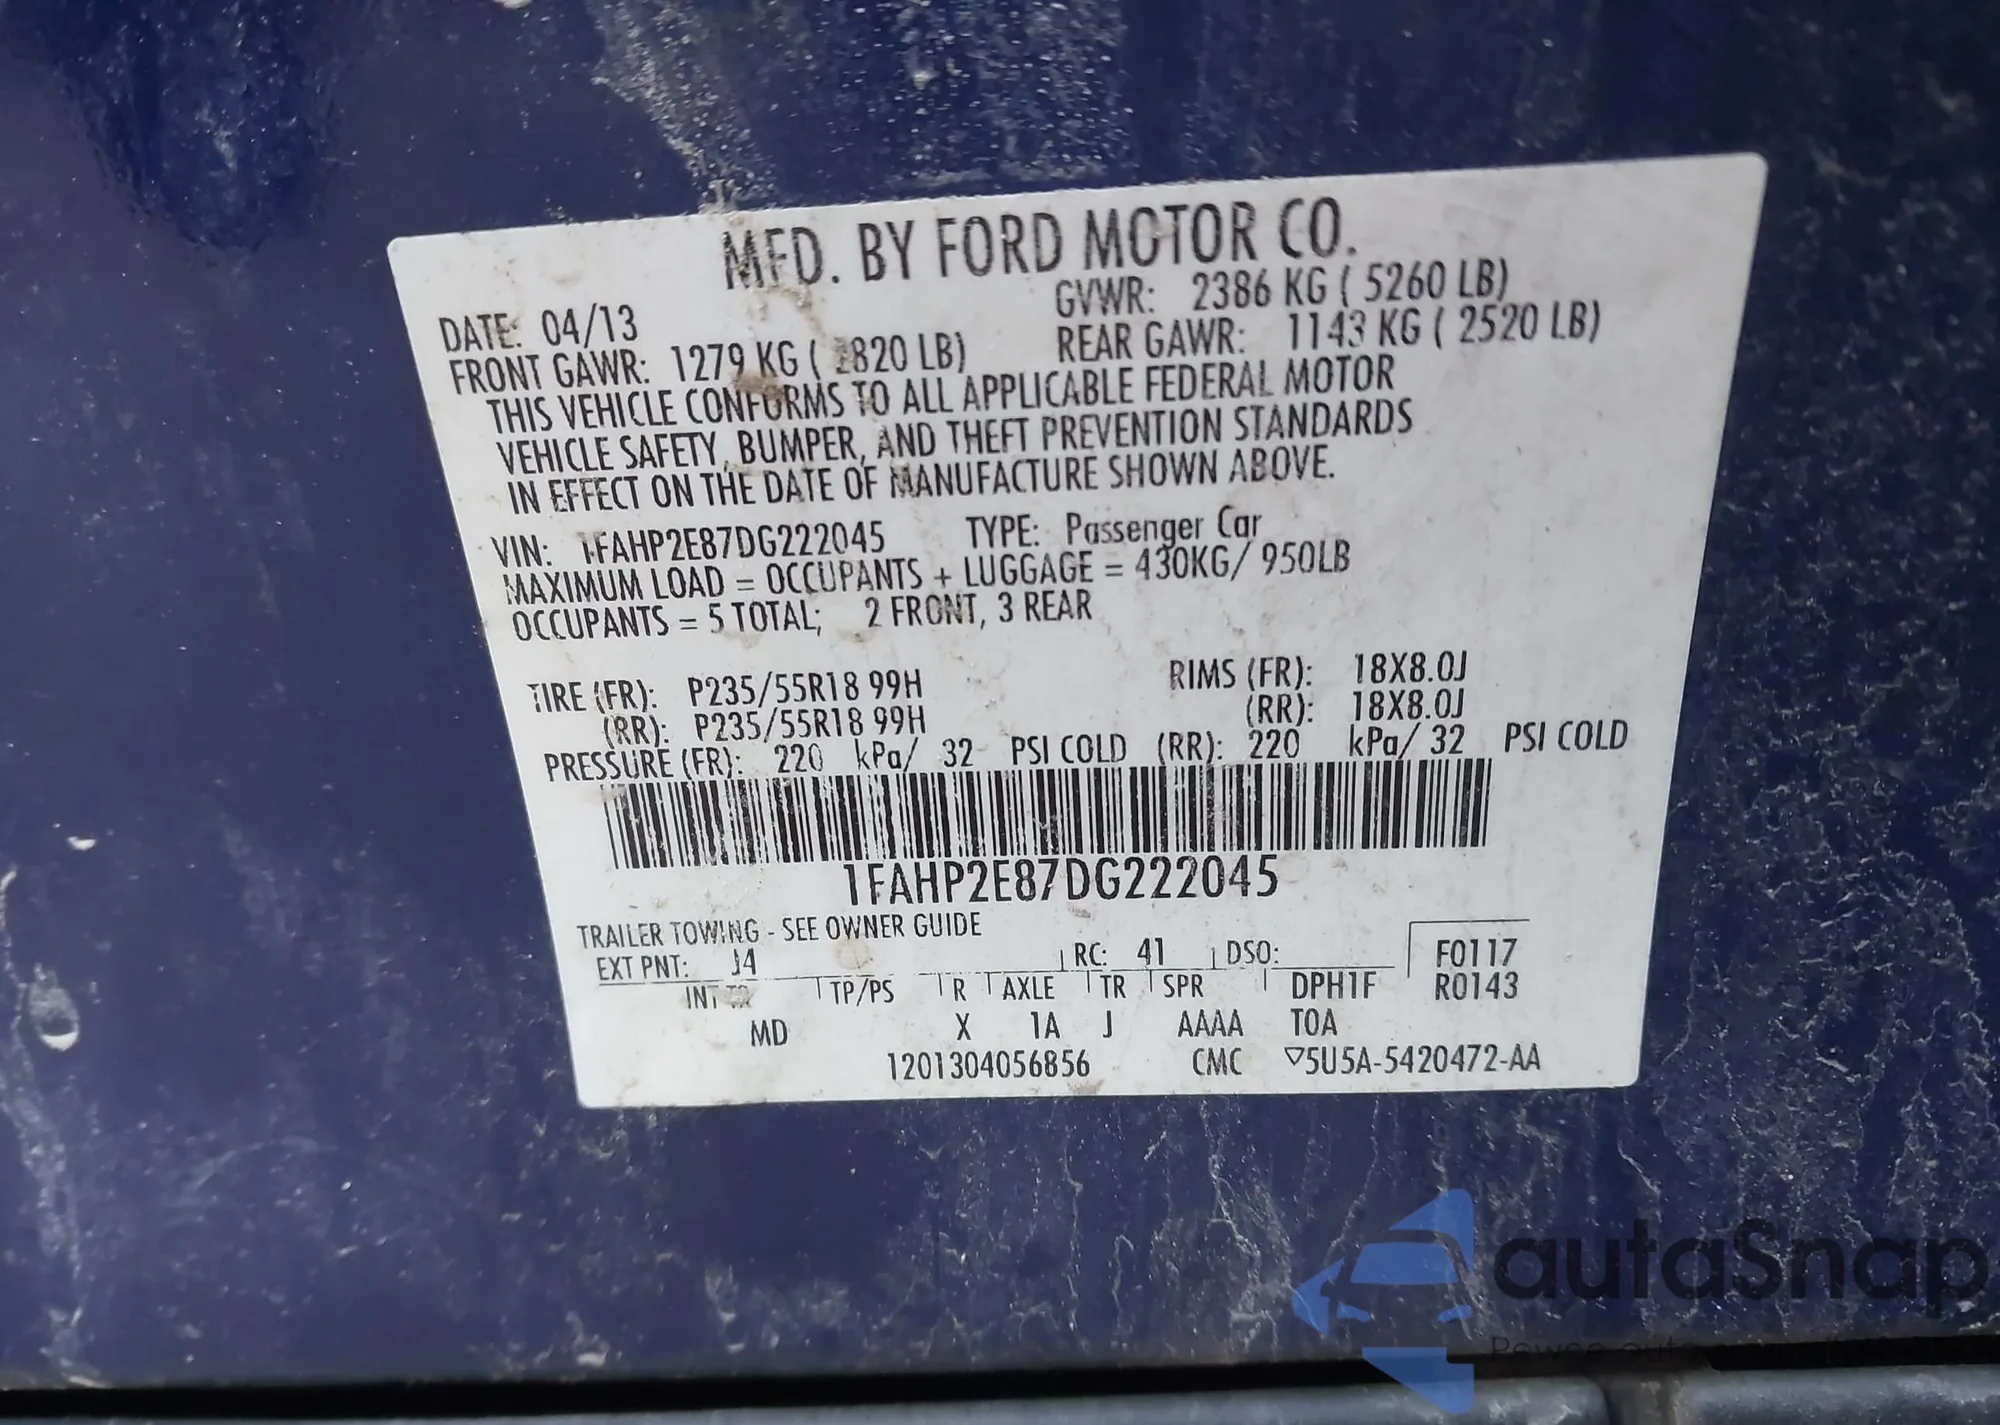 MFD. BY FORD MOTOR CO.
DATE: 04/13
GVWR: 2386 KG ( 5260 LB)
FRONT GAWR: 1279 KG ( 2820 LB)
REAR GAWR: 1143 KG ( 2520 LB)
THIS VEHICLE CONFORMS TO ALL APPLICABLE FEDERAL MOTOR
VEHICLE SAFETY, BUMPER, AND THEFT PREVENTION STANDARDS
IN EFFECT ON THE DATE OF MANUFACTURE SHOWN ABOVE.
VIN: 1FAHP2E87DG222045 TYPE: Passenger Car
MAXIMUM LOAD = OCCUPANTS + LUGGAGE = 430KG/ 950LB
OCCUPANTS = 5 TOTAL; 2 FRONT, 3 REAR
TIRE (FR): P235/55R18 99H RIMS (FR): 18X8.0J
(RR): P235/55R18 99H (RR): 18X8.0J
PRESSURE (FR): 220 kPa/ 32 PSI COLD (RR): 220 kPa/ 32 PSI COLD
1FAHP2E87DG222045
TRAILER TOWING - SEE OWNER GUIDE
EXT PNT: J4 RC: 41 DSO: F0117
INT TR TP/PS R AXLE TR SPR DPH1F R0143
MD X 1A J AAAA TOA
1201304056856 CMC ▽5U5A-5420472-AA
autaSnap